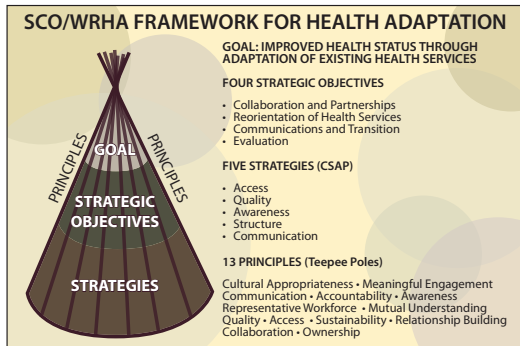 SCO/WRHA FRAMEWORK FOR HEALTH ADAPTATION
PRINCIPLES
PRINCIPLES
GOAL
STRATEGIC
OBJECTIVES
STRATEGIES
GOAL: IMPROVED HEALTH STATUS THROUGH
ADAPTATION OF EXISTING HEALTH SERVICES
FOUR STRATEGIC OBJECTIVES
• Collaboration and Partnerships
• Reorientation of Health Services
• Communications and Transition
• Evaluation
FIVE STRATEGIES (CSAP)
• Access
• Quality
• Awareness
• Structure
• Communication
13 PRINCIPLES (Teepee Poles)
Cultural Appropriateness • Meaningful Engagement
Communication • Accountability • Awareness
Representative Workforce • Mutual Understanding
Quality • Access • Sustainability • Relationship Building
Collaboration • Ownership